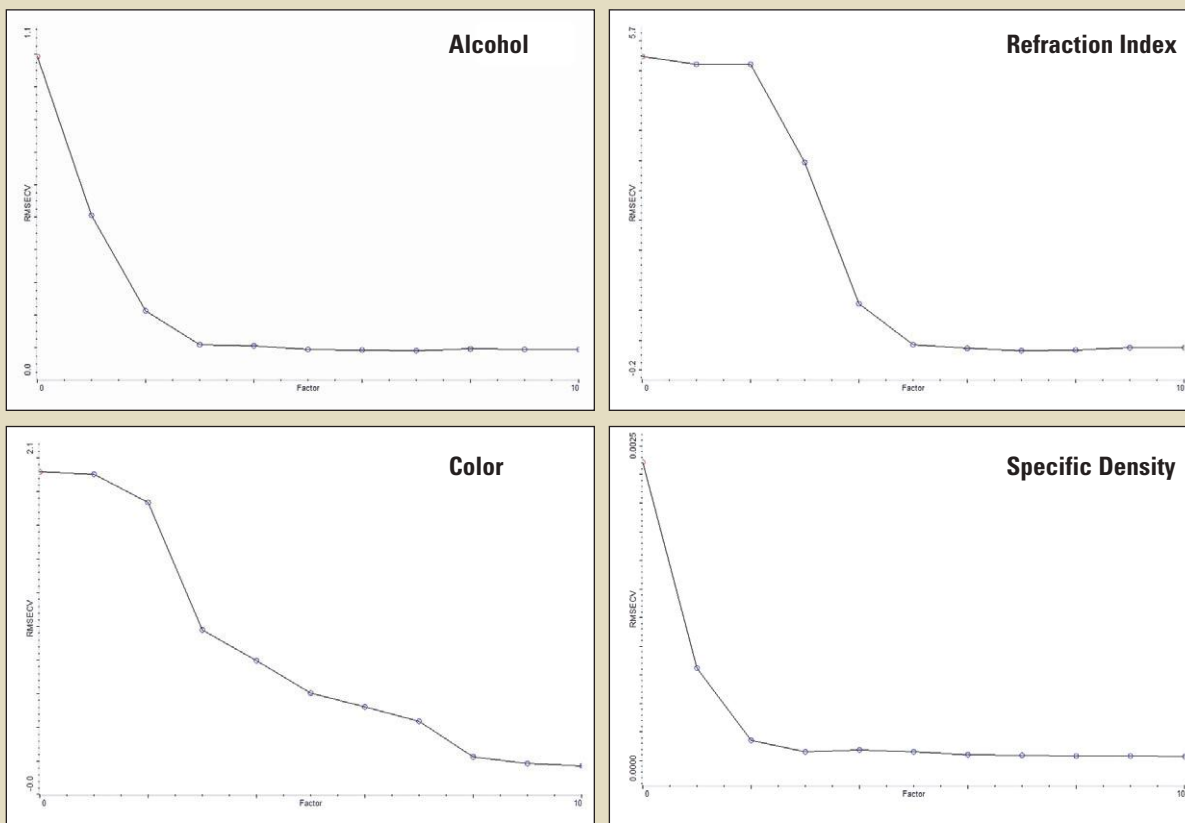 Alcohol
1.1
RMSECV
0.0
0
Factor
10
Refraction Index
5.7
RMSECV
-0.2
0
Factor
10
Color
2.1
RMSECV
-0.0
0
Factor
10
Specific Density
0.0025
RMSECV
0.0000
0
Factor
10